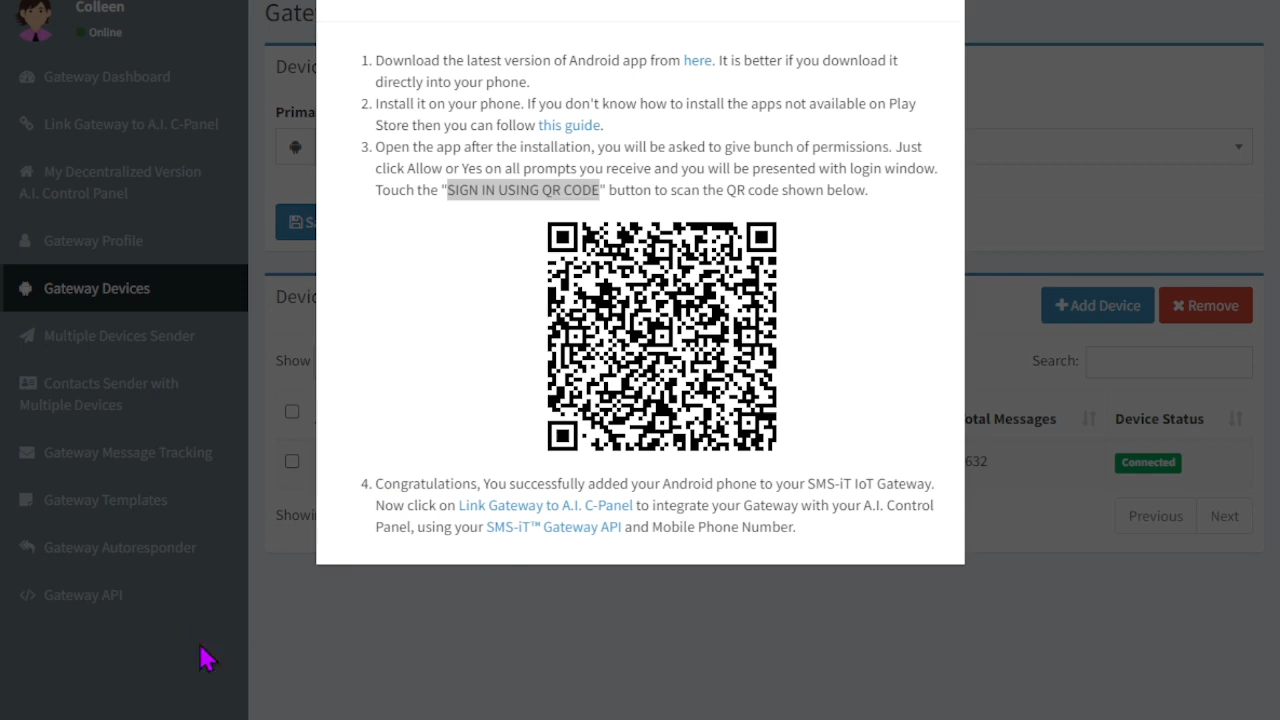 Colleen
Online
Gateway Dashboard
Link Gateway to A.I. C-Panel
My Decentralized Version
A.I. Control Panel
Gateway Profile
Gateway Devices
Multiple Devices Sender
Contacts Sender with
Multiple Devices
Gateway Message Tracking
Gateway Templates
Gateway Autoresponder
Gateway API
Gate
Devic
Prima
Sa
Devic
Show
Showin
1. Download the latest version of Android app from here. It is better if you download it
directly into your phone.
2. Install it on your phone. If you don't know how to install the apps not available on Play
Store then you can follow this guide.
3. Open the app after the installation, you will be asked to give bunch of permissions. Just
click Allow or Yes on all prompts you receive and you will be presented with login window.
Touch the "SIGN IN USING QR CODE" button to scan the QR code shown below.
4. Congratulations, You successfully added your Android phone to your SMS-iT IoT Gateway.
Now click on Link Gateway to A.I. C-Panel to integrate your Gateway with your A.I. Control
Panel, using your SMS-iT™ Gateway API and Mobile Phone Number.
Add Device
Remove
Search:
otal Messages
Device Status
632
Connected
Previous
Next